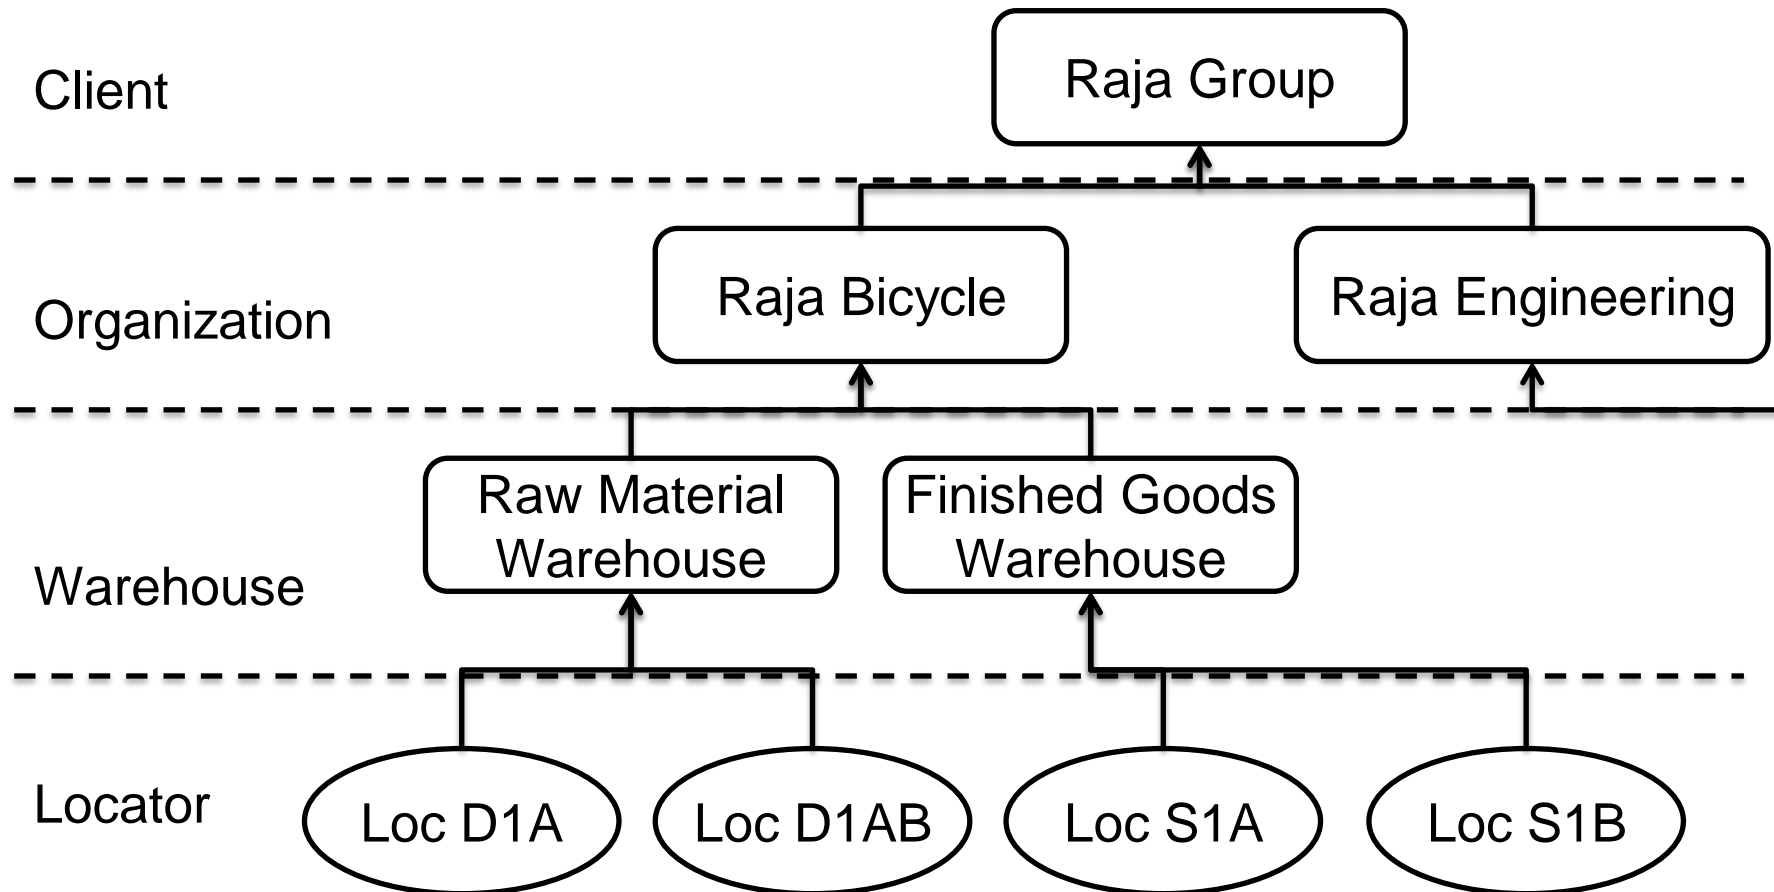 Client
Raja Group
Organization
Raja Bicycle
Raja Engineering
Warehouse
Raw Material
Warehouse
Finished Goods
Warehouse
Locator
Loc D1A
Loc D1AB
Loc S1A
Loc S1B